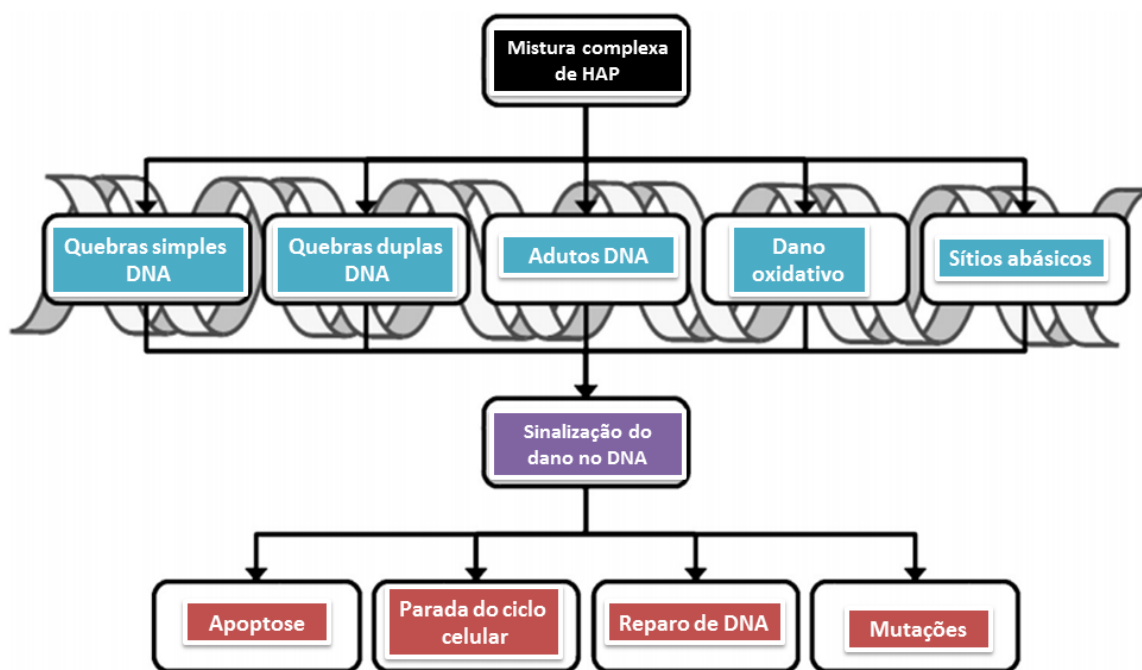 Mistura complexa
de HAP
Quebras simples
DNA
Quebras duplas
DNA
Adutos DNA
Dano
oxidativo
Sítios abásicos
Sinalização do
dano no DNA
Apoptose
Parada do ciclo
celular
Reparo de DNA
Mutações